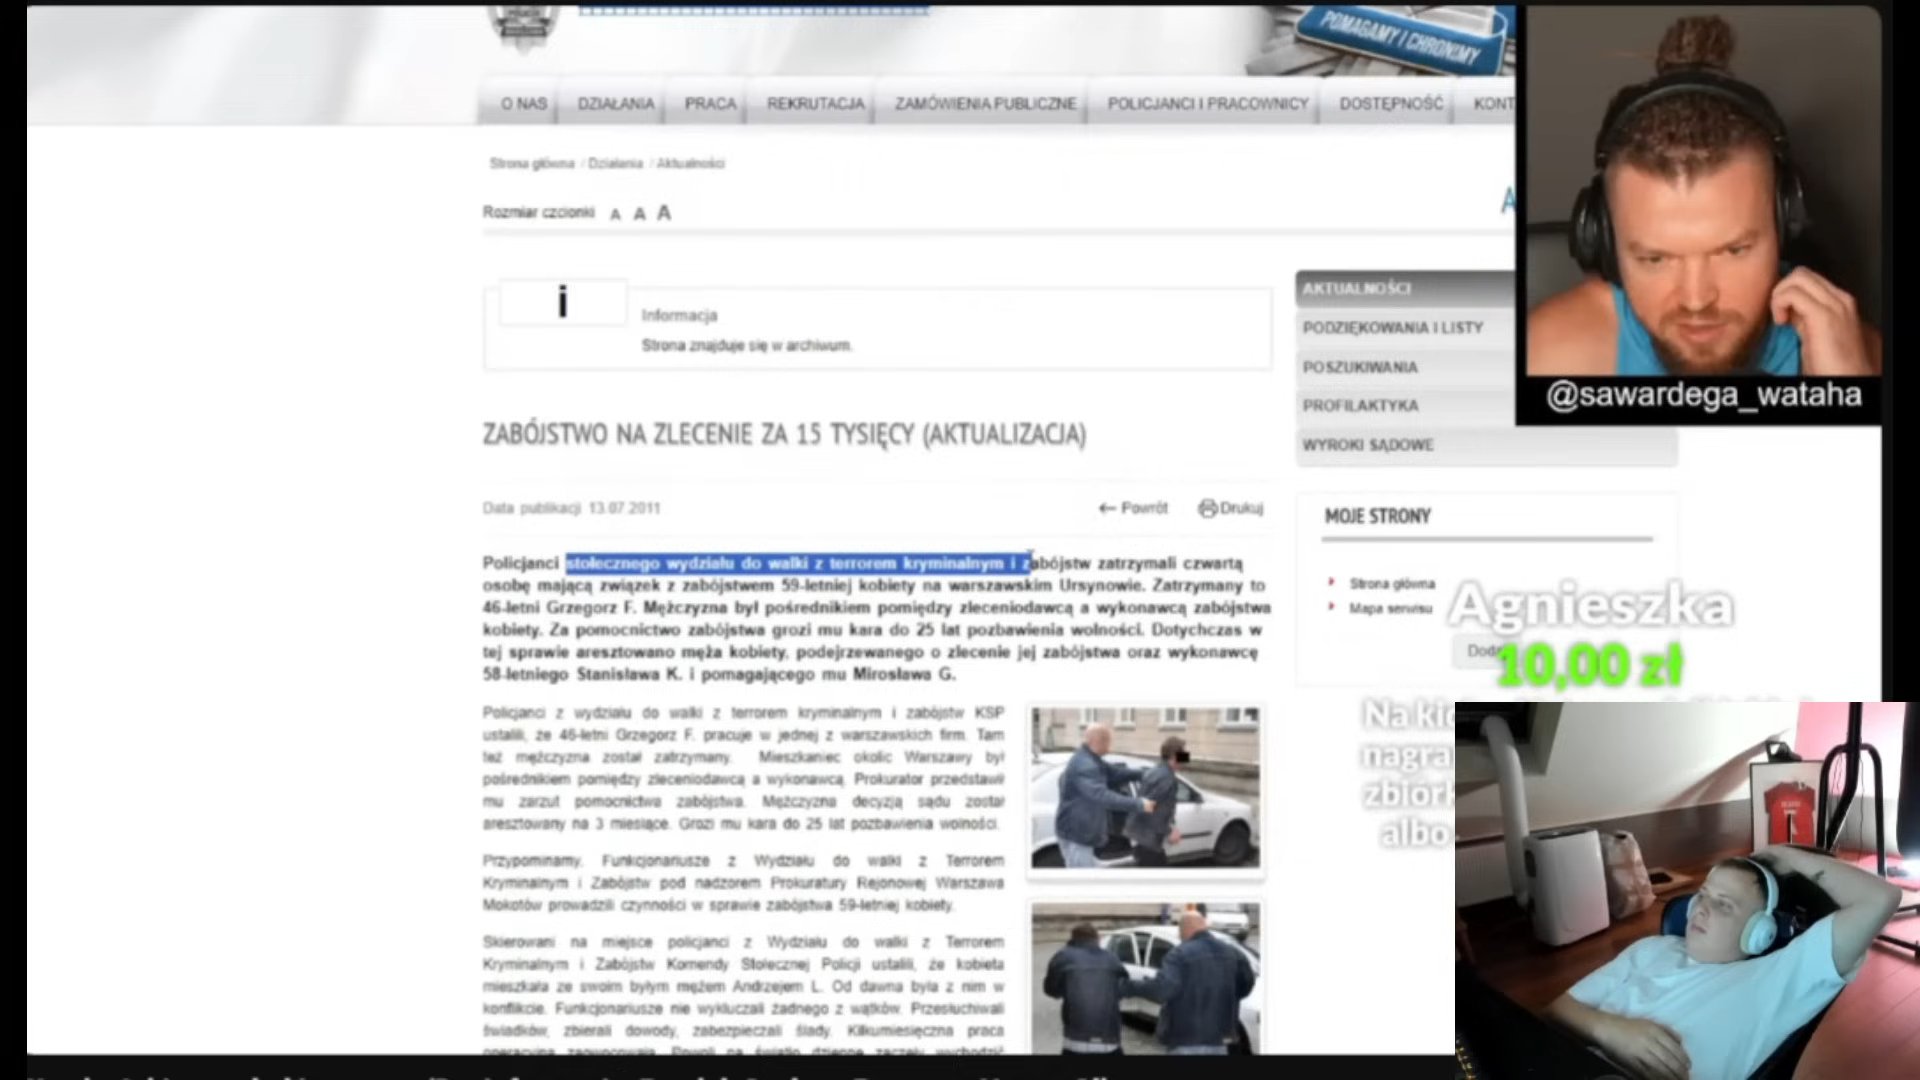 POMAGAMY I CHRONIMY
O NAS DZIAŁANIA PRACA REKRUTACJA ZAMÓWIENIA PUBLICZNE POLICJANCI I PRACOWNICY DOSTĘPNOŚĆ KONT
Strona główna / Działania / Aktualności
Rozmiar czcionki A A A
A
i
Informacja
Strona znajduje się w archiwum.
AKTUALNOŚCI
PODZIĘKOWANIA I LISTY
POSZUKIWANIA
PROFILAKTYKA
WYROKI SĄDOWE
@sawardega_wataha
ZABÓJSTWO NA ZLECENIE ZA 15 TYSIĘCY (AKTUALIZACJA)
Data publikacji 13.07.2011
Powrót Drukuj
MOJE STRONY
Strona główna
Mapa serwisu
Policjanci stołecznego wydziału do walki z terrorem kryminalnym i zabójstw zatrzymali czwartą
osobę mającą związek z zabójstwem 59-letniej kobiety na warszawskim Ursynowie. Zatrzymany to
46-letni Grzegorz F. Mężczyzna był pośrednikiem pomiędzy zleceniodawcą a wykonawcą zabójstwa
kobiety. Za pomocnictwo zabójstwa grozi mu kara do 25 lat pozbawienia wolności. Dotychczas w
tej sprawie aresztowano męża kobiety, podejrzewanego o zlecenie jej zabójstwa oraz wykonawcę
58-letniego Stanisława K. i pomagającego mu Mirosława G.
Policjanci z wydziału do walki z terrorem kryminalnym i zabójstw KSP
ustalili, że 46-letni Grzegorz F. pracuje w jednej z warszawskich firm. Tam
też mężczyzna został zatrzymany. Mieszkaniec okolic Warszawy był
pośrednikiem pomiędzy zleceniodawcą a wykonawcą. Prokurator przedstawił
mu zarzut pomocnictwa zabójstwa. Mężczyzna decyzją sądu został
aresztowany na 3 miesiące. Grozi mu kara do 25 lat pozbawienia wolności.
Przypominamy. Funkcjonariusze z Wydziału do walki z Terrorem
Kryminalnym i Zabójstw pod nadzorem Prokuratury Rejonowej Warszawa
Mokotów prowadzili czynności w sprawie zabójstwa 59-letniej kobiety.
Skierowani na miejsce policjanci z Wydziału do walki z Terrorem
Kryminalnym i Zabójstw Komendy Stołecznej Policji ustalili, że kobieta
mieszkała ze swoim byłym mężem Andrzejem L. Od dawna była z nim w
konflikcie. Funkcjonariusze nie wykluczali żadnego z wątków. Przesłuchiwali
świadków, zbierali dowody, zabezpieczali ślady. Kilkumiesięczna praca
Agnieszka
10,00 zł
nagra
zbiórk
albo